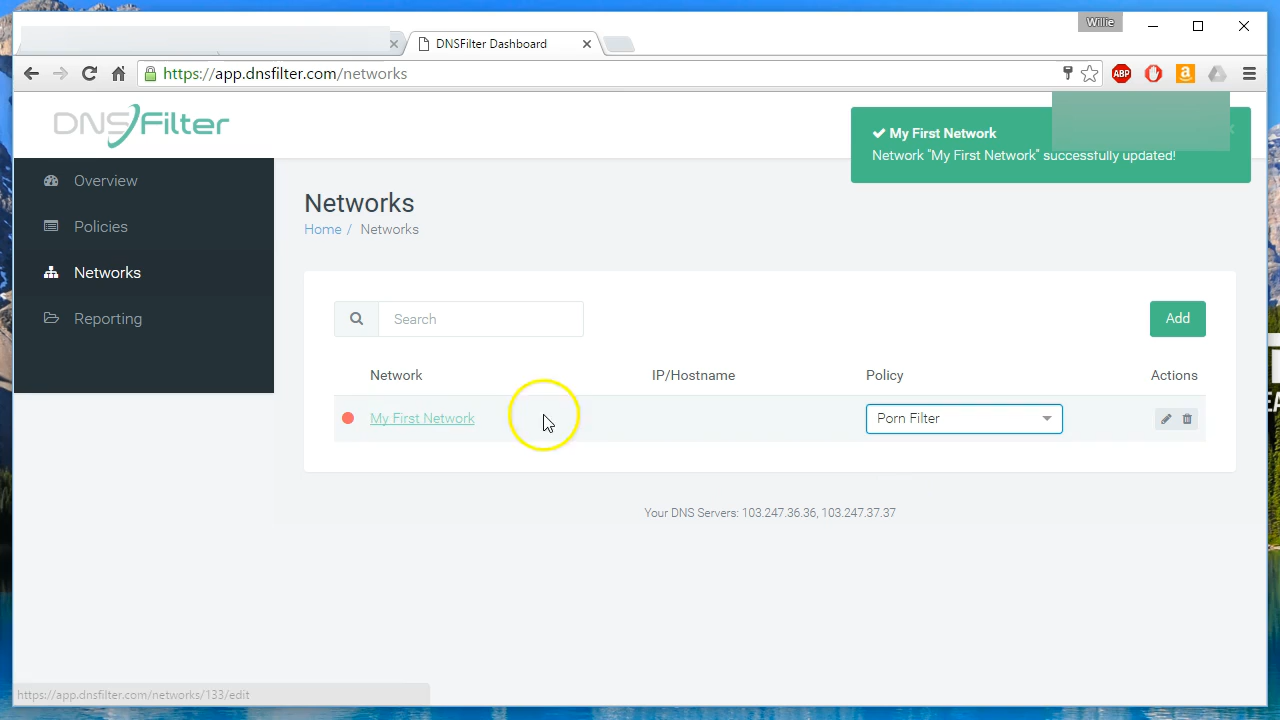 Willie
DNSFilter Dashboard
https://app.dnsfilter.com/networks
ABP
a
DNSFilter
My First Network
Network "My First Network" successfully updated!
Overview
Policies
Networks
Reporting
Networks
Home / Networks
Search
Add
Network IP/Hostname Policy Actions
My First Network Porn Filter
Your DNS Servers: 103.247.36.36, 103.247.37.37
https://app.dnsfilter.com/networks/133/edit